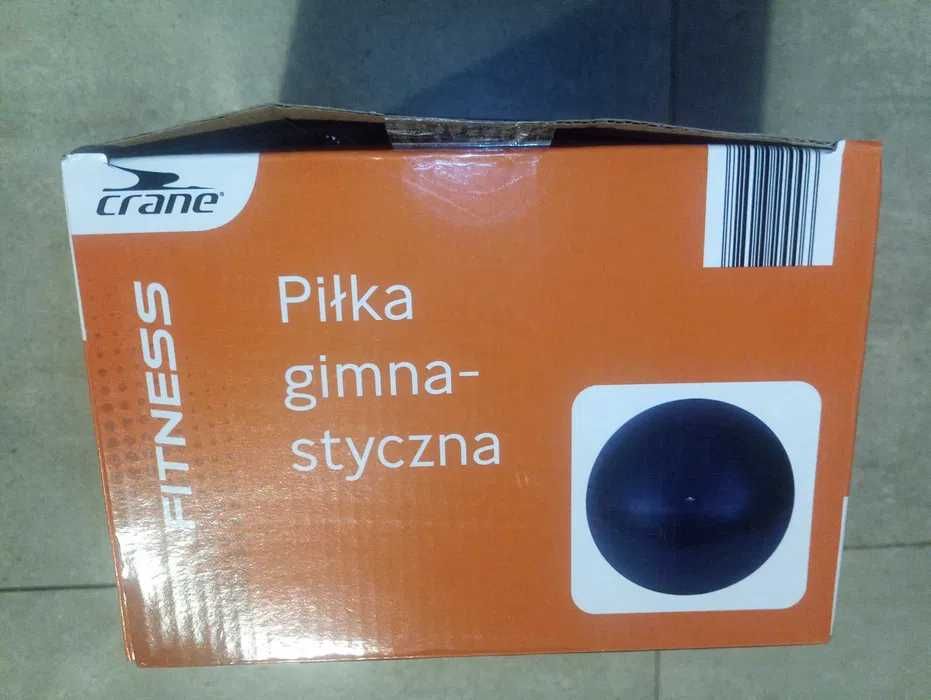 crane®
FITNESS
Piłka
gimna-
styczna